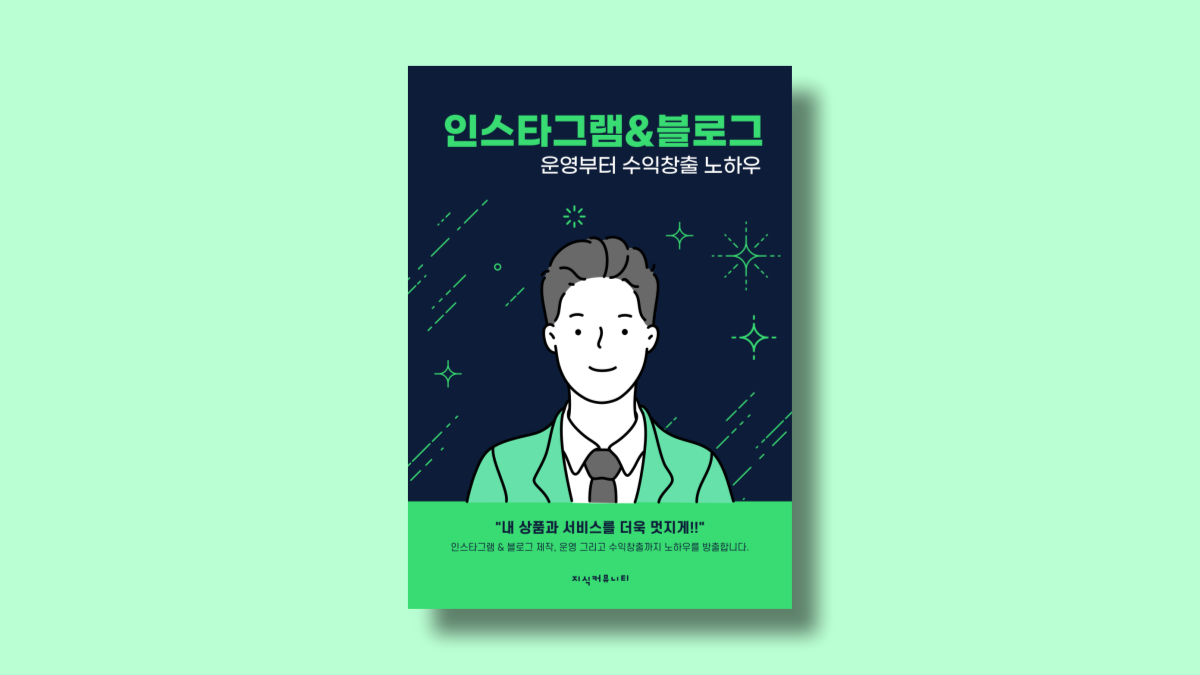 인스타그램&블로그
운영부터 수익창출 노하우
"내 상품과 서비스를 더욱 멋지게!!"
인스타그램 & 블로그 제작, 운영 그리고 수익창출까지 노하우를 방출합니다.
지식커뮤니티